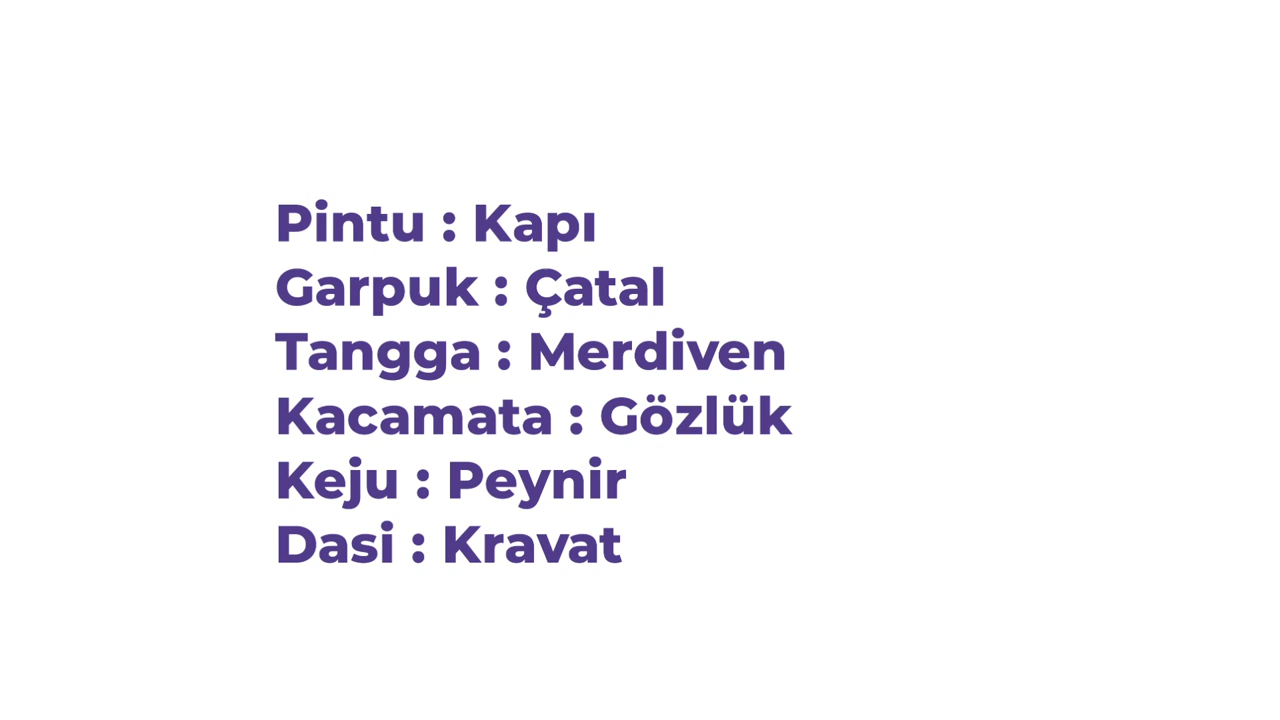 Pintu : Kapı
Garpuk : Çatal
Tangga : Merdiven
Kacamata : Gözlük
Keju : Peynir
Dasi : Kravat